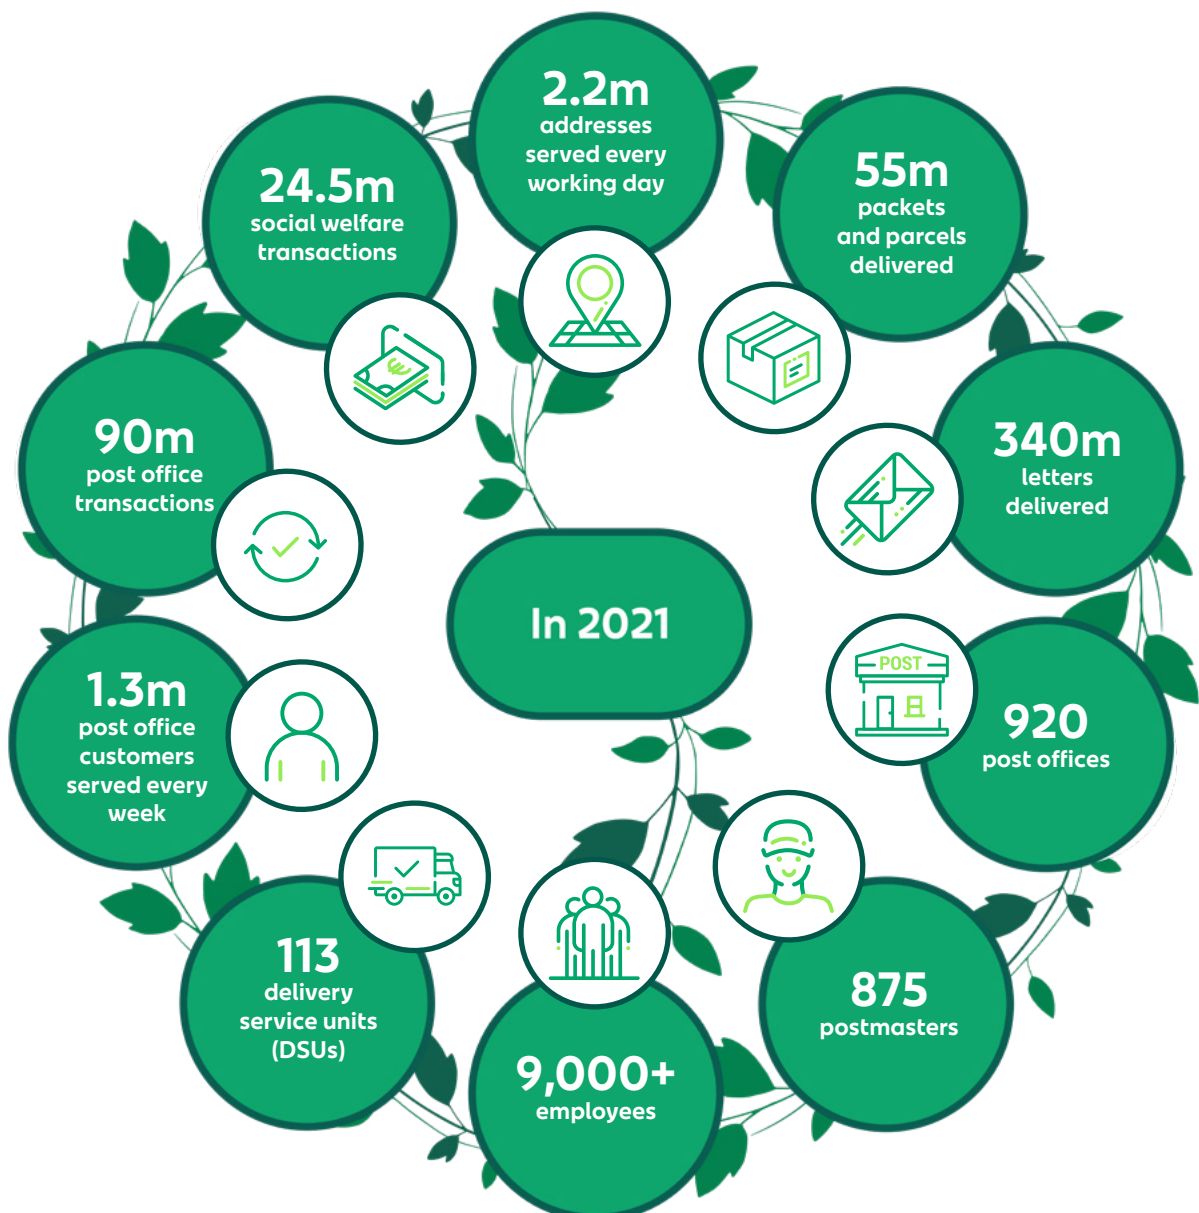 2.2m
addresses
served every
working day
55m
packets
and parcels
delivered
340m
letters
delivered
POST
920
post offices
875
postmasters
9,000+
employees
113
delivery
service units
(DSUs)
1.3m
post office
customers
served every
week
90m
post office
transactions
24.5m
social welfare
transactions
€
In 2021